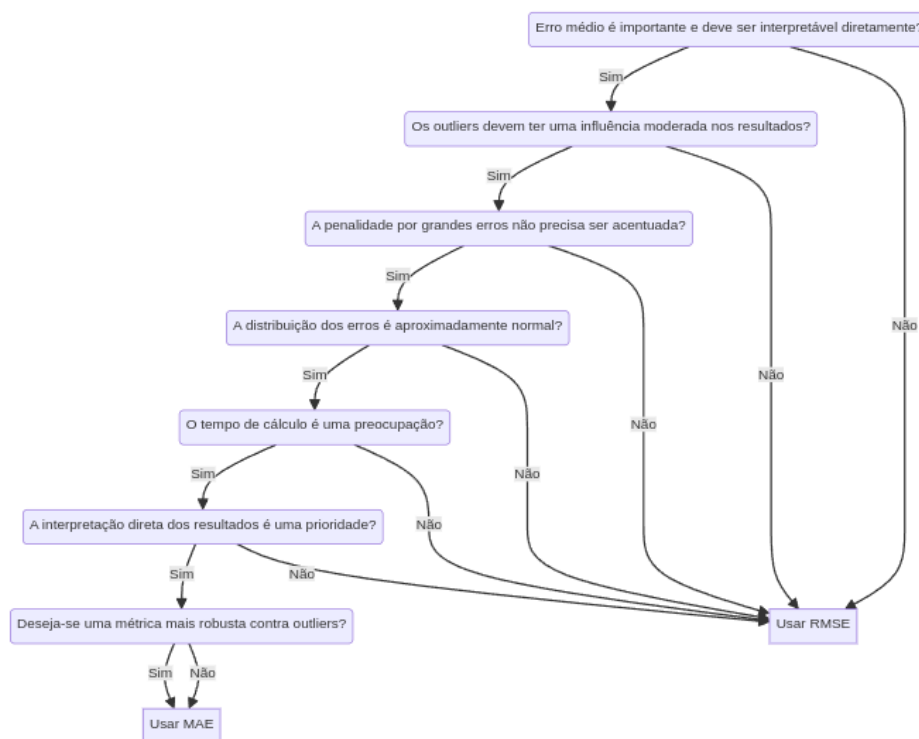 Erro médio é importante e deve ser interpretável diretamente?
Sim
Os outliers devem ter uma influência moderada nos resultados?
Sim
A penalidade por grandes erros não precisa ser acentuada?
Sim
A distribuição dos erros é aproximadamente normal?
Não
Sim
Não
O tempo de cálculo é uma preocupação?
Não
Sim
Não
A interpretação direta dos resultados é uma prioridade?
Não
Sim
Não
Deseja-se uma métrica mais robusta contra outliers?
Usar RMSE
Sim
Não
Usar MAE